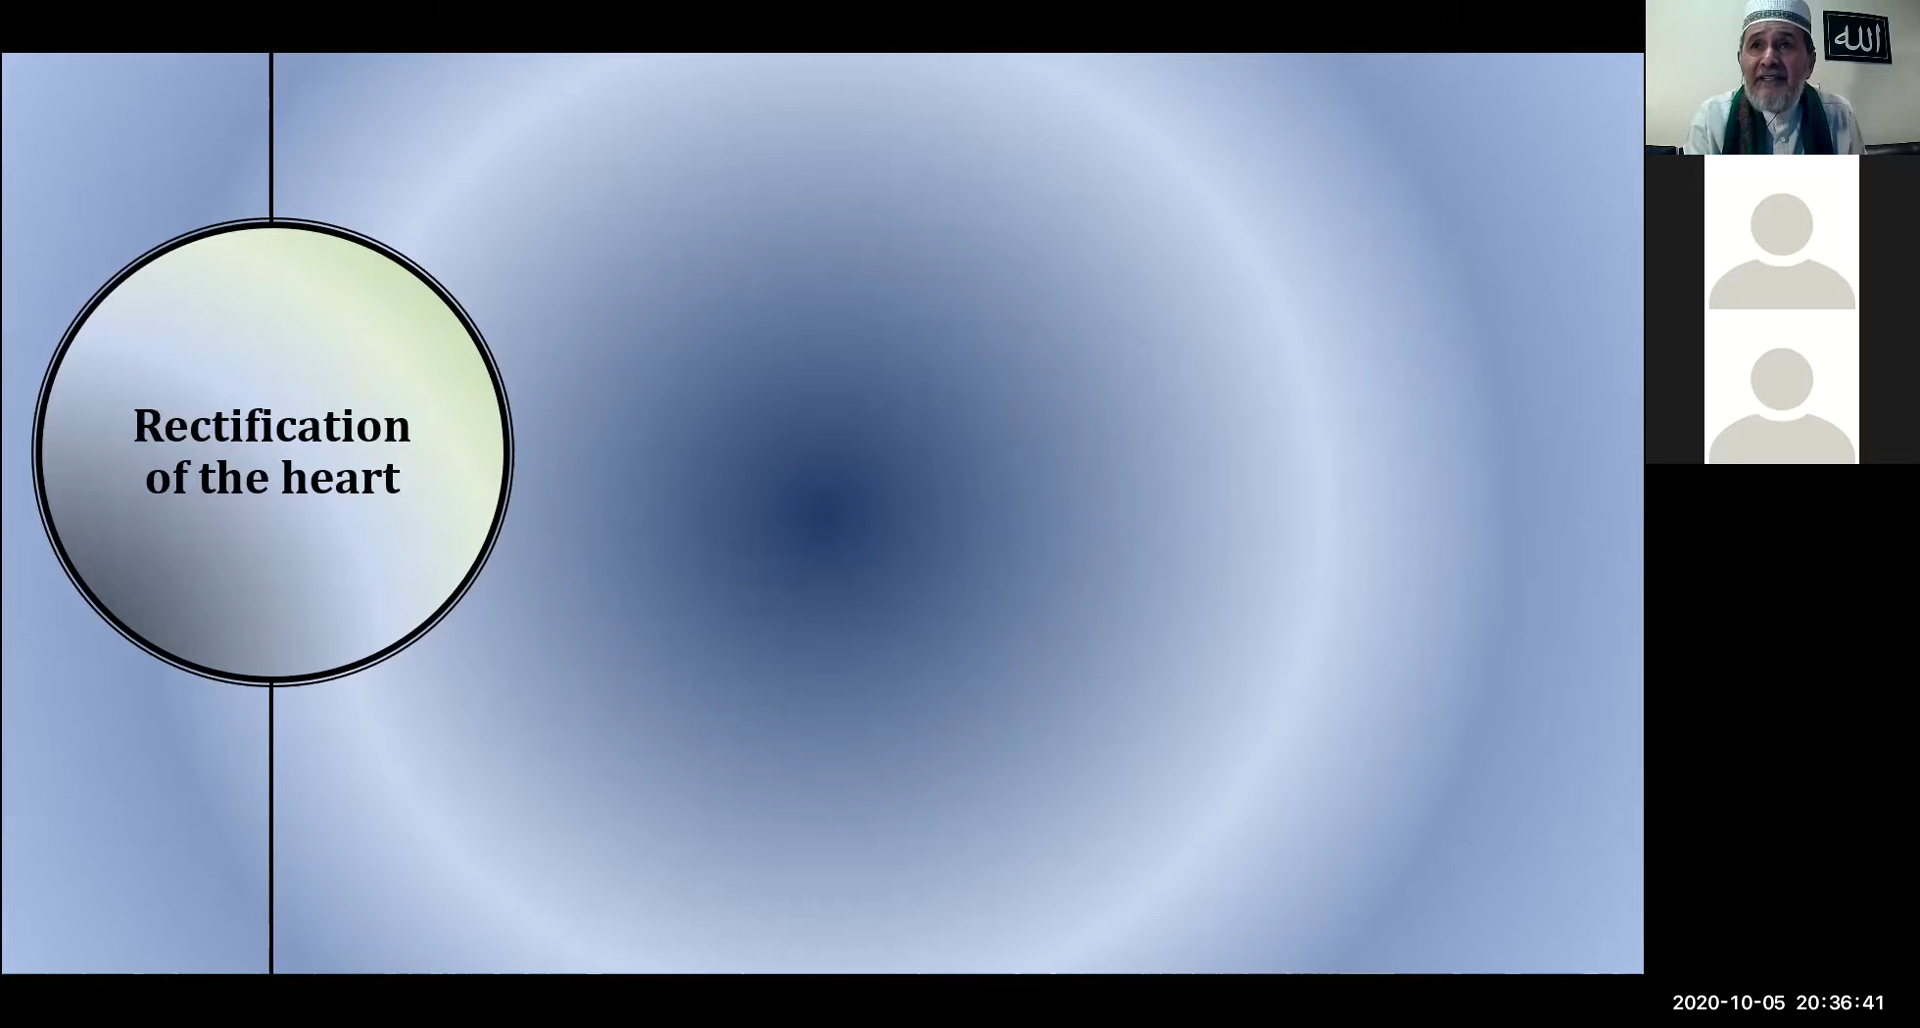 Rectification
of the heart
الله
2020-10-05 20:36:41